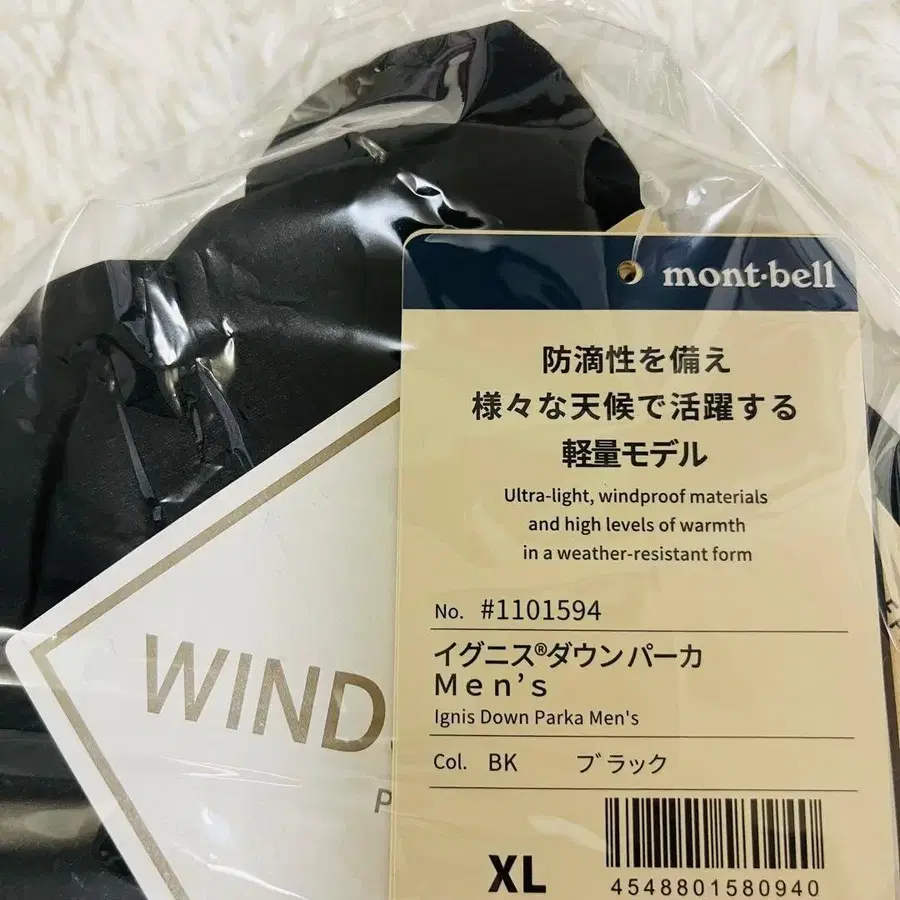 mont·bell
防滴性を備え
様々な天候で活躍する
軽量モデル
Ultra-light, windproof materials
and high levels of warmth
in a weather-resistant form
No. #1101594
イグニス®ダウンパーカ
Men's
Ignis Down Parka Men's
Col. BK ブラック
XL
4548801580940
WIND
P